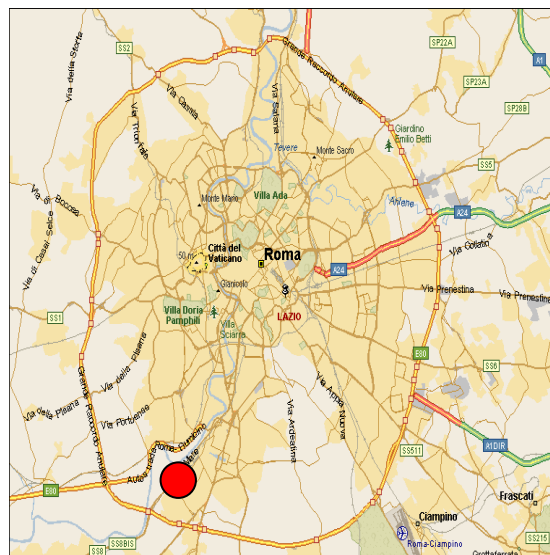 SS2
Via della Storta
Grande Raccordo Anulare
SP22A
A1
SP23A
SP28B
Via Cassia
Via Trionfale
Via Salaria
Giardino
Emilio Betti
Tevere
Monte Sacro
SS5
Via di Boccea
Monte Mario
Villa Ada
Aniene
A24
Via di Casal Selce
50 m
Città del
Vaticano
Roma
Via Collatina
A24
Gianicolo
Via Prenestina
Via Prenestina
SS1
Villa Doria
Pamphili
Villa
Sciarra
LAZIO
E80
SS6
Via della Pisana
Grande Raccordo Anulare
Via della Pisana
Via Portuense
Via Appia Nuova
Via Ardeatina
Roma Fiumicino
Autostrada
SS511
A1DIR
E80
Frascati
Ciampino
Roma-Ciampino
SS8BIS
SS8
SS215
Grottaferrata